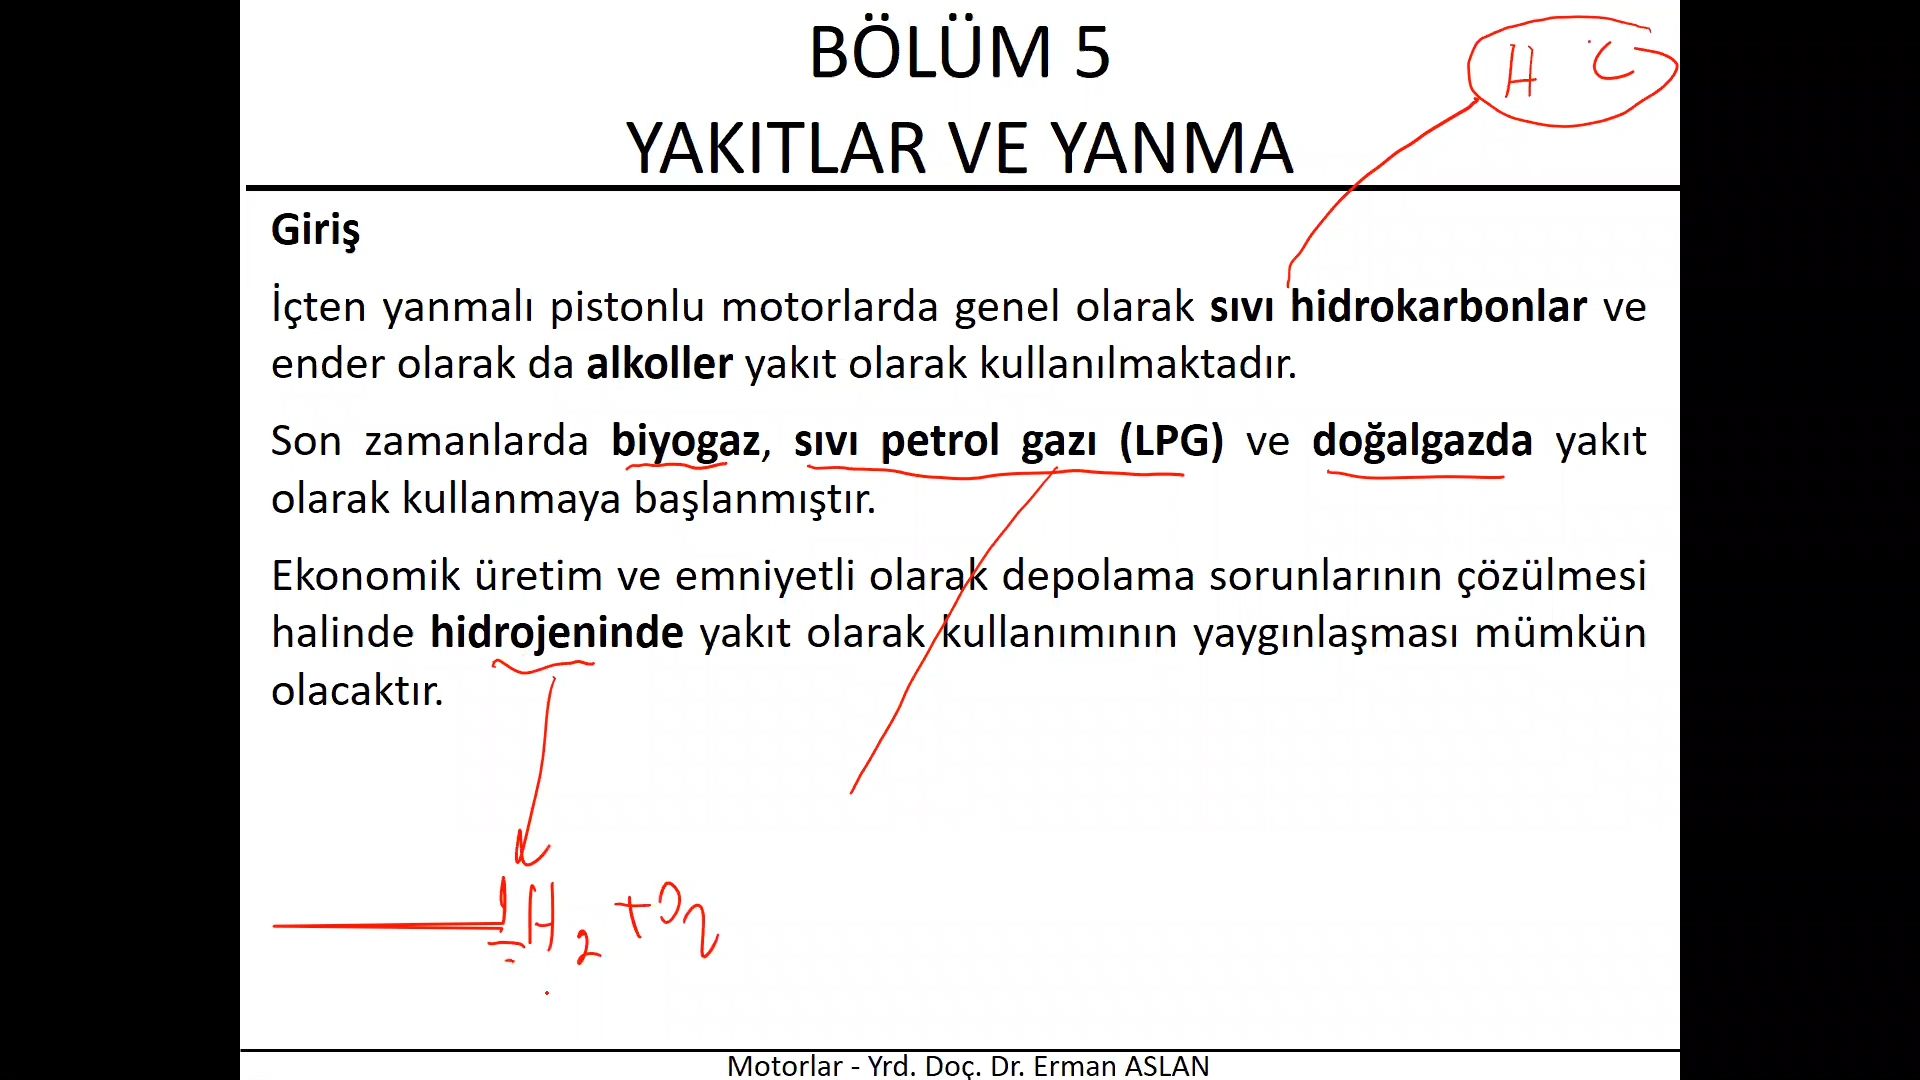 BÖLÜM 5
H C
YAKITLAR VE YANMA
Giriş
İçten yanmalı pistonlu motorlarda genel olarak sıvı hidrokarbonlar ve
ender olarak da alkoller yakıt olarak kullanılmaktadır.
Son zamanlarda biyogaz, sıvı petrol gazı (LPG) ve doğalgazda yakıt
olarak kullanmaya başlanmıştır.
Ekonomik üretim ve emniyetli olarak depolama sorunlarının çözülmesi
halinde hidrojeninde yakıt olarak kullanımının yaygınlaşması mümkün
olacaktır.
H2 + O2
Motorlar - Yrd. Doç. Dr. Erman ASLAN